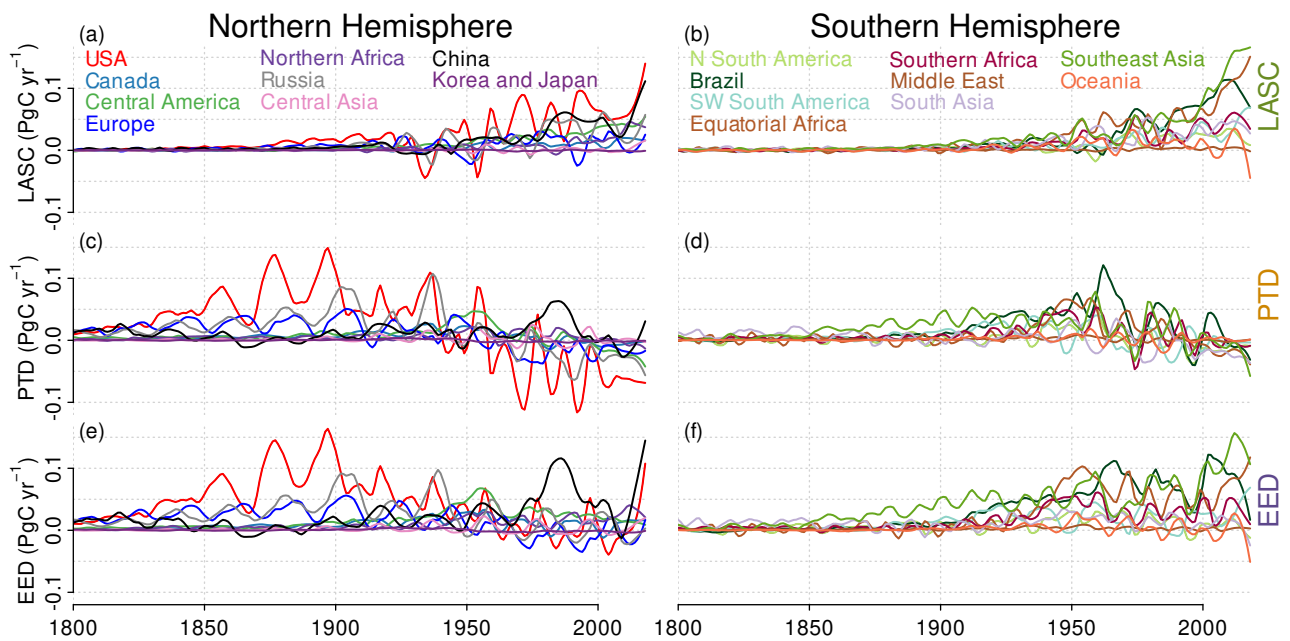 Northern Hemisphere
Southern Hemisphere
(a)
USA
Canada
Central America
Europe
Northern Africa
Russia
Central Asia
China
Korea and Japan
LASC (PgC yr⁻¹)
0.1
0.0
-0.1
(b)
N South America
Brazil
SW South America
Equatorial Africa
Southern Africa
Middle East
South Asia
Southeast Asia
Oceania
LASC
(c)
PTD (PgC yr⁻¹)
0.1
0.0
-0.1
(d)
PTD
(e)
EED (PgC yr⁻¹)
0.1
0.0
-0.1
(f)
EED
1800 1850 1900 1950 2000
1800 1850 1900 1950 2000